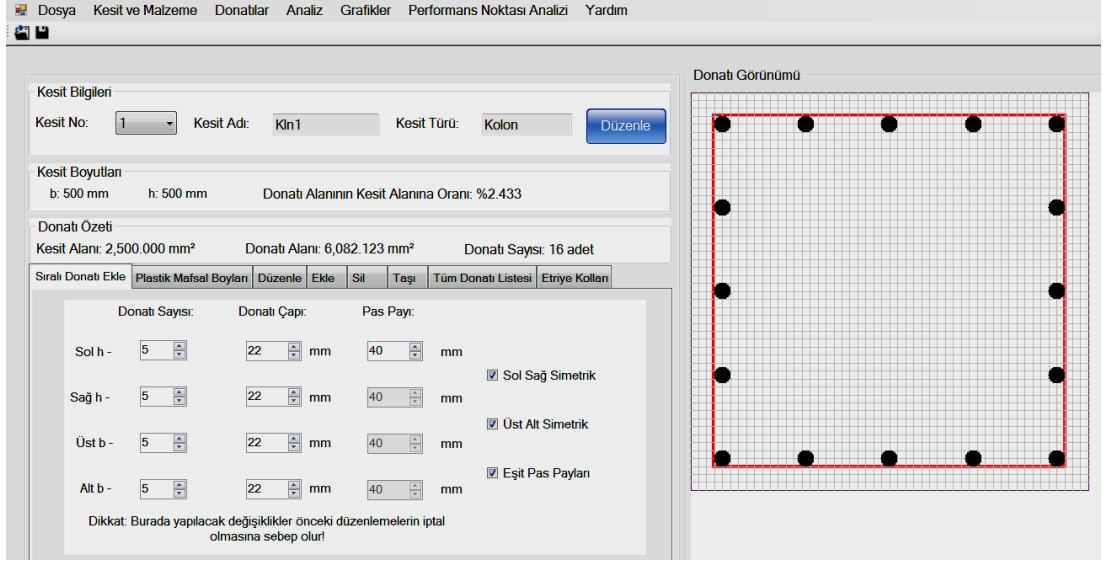 Dosya Kesit ve Malzeme Donatılar Analiz Grafikler Performans Noktası Analizi Yardım
Donatı Görünümü
Kesit Bilgileri
Kesit No: 1 Kesit Adı: Kln1 Kesit Türü: Kolon Düzenle
Kesit Boyutları
b: 500 mm h: 500 mm Donatı Alanının Kesit Alanına Oranı: %2.433
Donatı Özeti
Kesit Alanı: 2,500.000 mm² Donatı Alanı: 6,082.123 mm² Donatı Sayısı: 16 adet
Sıralı Donatı Ekle Plastik Mafsal Boyları Düzenle Ekle Sil Taşı Tüm Donatı Listesi Etriye Kolları
Donatı Sayısı: Donatı Çapı: Pas Payı:
Sol h - 5 22 mm 40 mm
Sol Sağ Simetrik
Sağ h - 5 22 mm 40 mm
Üst Alt Simetrik
Üst b - 5 22 mm 40 mm
Eşit Pas Payları
Alt b - 5 22 mm 40 mm
Dikkat: Burada yapılacak değişiklikler önceki düzenlemelerin iptal
olmasına sebep olur!